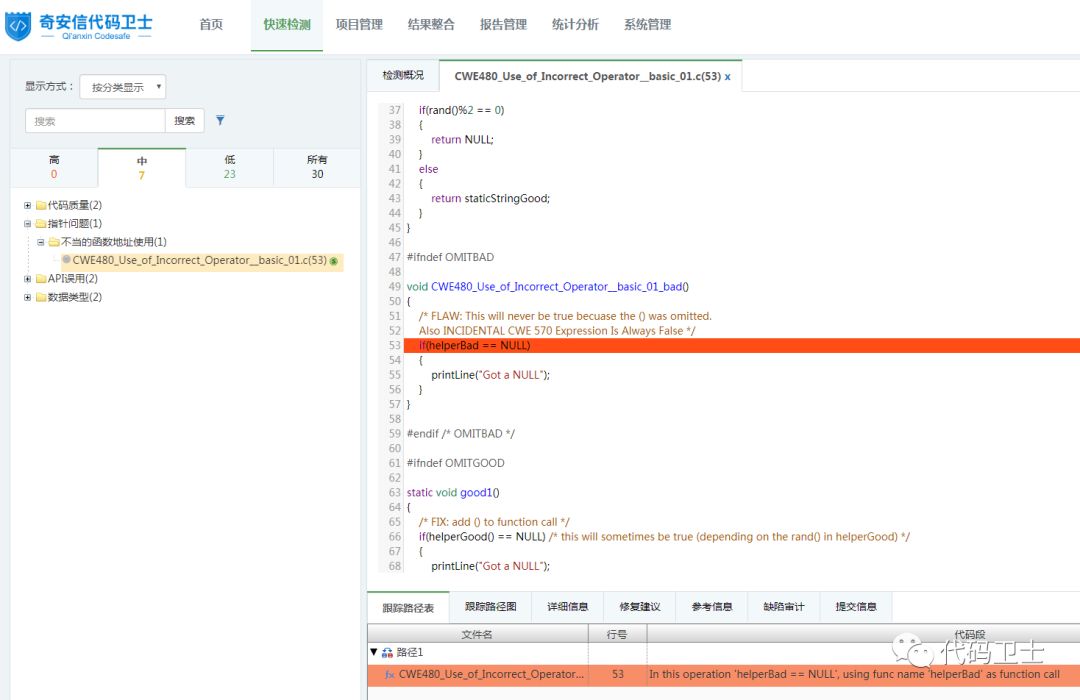 奇安信代码卫士
Qi'anxin Codesafe
首页 快速检测 项目管理 结果整合 报告管理 统计分析 系统管理
显示方式： 按分类显示
搜索 搜索
高 中 低 所有
0 7 23 30
代码质量(2)
指针问题(1)
不当的函数地址使用(1)
CWE480_Use_of_Incorrect_Operator__basic_01.c(53) S
API误用(2)
数据类型(2)
检测概况 CWE480_Use_of_Incorrect_Operator__basic_01.c(53) x
37 if(rand()%2 == 0)
38 {
39 return NULL;
40 }
41 else
42 {
43 return staticStringGood;
44 }
45 }
46
47 #ifndef OMITBAD
48
49 void CWE480_Use_of_Incorrect_Operator__basic_01_bad()
50 {
51 /* FLAW: This will never be true becuase the () was omitted.
52 Also INCIDENTAL CWE 570 Expression Is Always False */
53 if(helperBad == NULL)
54 {
55 printLine("Got a NULL");
56 }
57 }
58
59 #endif /* OMITBAD */
60
61 #ifndef OMITGOOD
62
63 static void good1()
64 {
65 /* FIX: add () to function call */
66 if(helperGood() == NULL) /* this will sometimes be true (depending on the rand() in helperGood) */
67 {
68 printLine("Got a NULL");
跟踪路径表 跟踪路径图 详细信息 修复建议 参考信息 缺陷审计 提交信息
文件名 行号 代码段
路径1
fx CWE480_Use_of_Incorrect_Operator... 53 In this operation 'helperBad == NULL', using func name 'helperBad' as function call
代码卫士